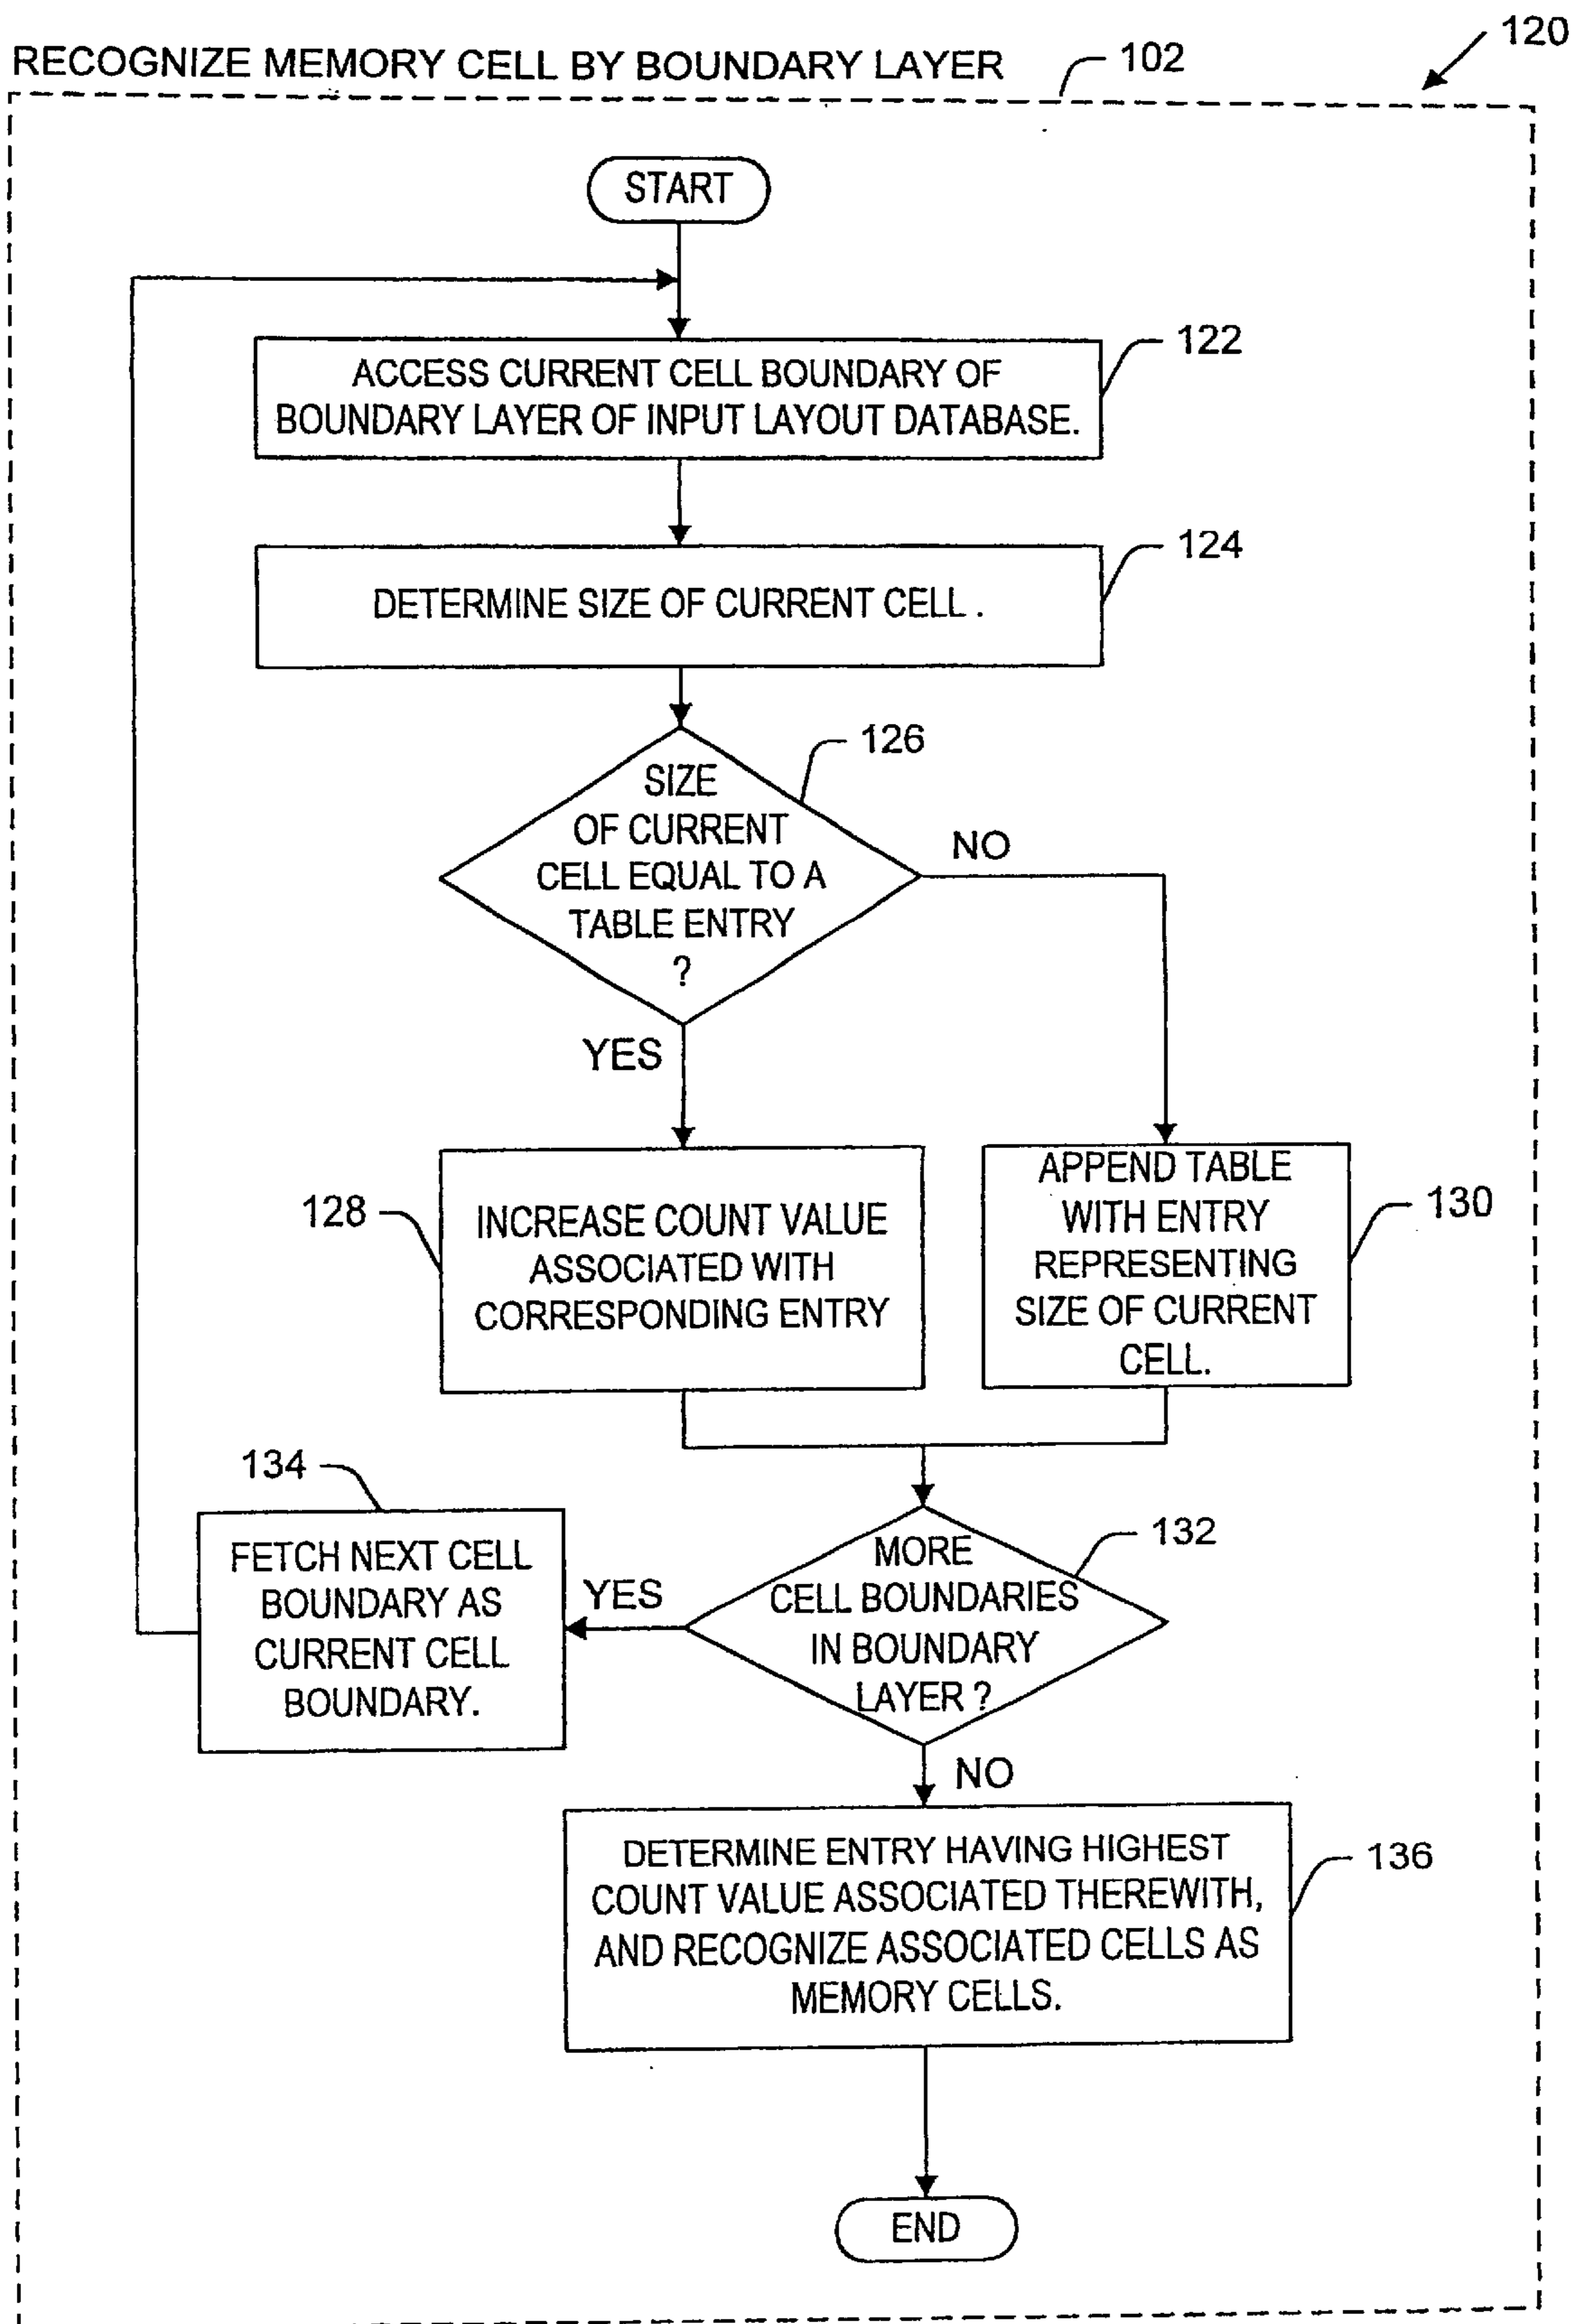 120
RECOGNIZE MEMORY CELL BY BOUNDARY LAYER
102
START
ACCESS CURRENT CELL BOUNDARY OF
BOUNDARY LAYER OF INPUT LAYOUT DATABASE.
122
DETERMINE SIZE OF CURRENT CELL .
124
126
SIZE
OF CURRENT
CELL EQUAL TO A
TABLE ENTRY
?
NO
YES
128
INCREASE COUNT VALUE
ASSOCIATED WITH
CORRESPONDING ENTRY
APPEND TABLE
WITH ENTRY
REPRESENTING
SIZE OF CURRENT
CELL.
130
134
FETCH NEXT CELL
BOUNDARY AS
CURRENT CELL
BOUNDARY.
YES
132
MORE
CELL BOUNDARIES
IN BOUNDARY
LAYER ?
NO
DETERMINE ENTRY HAVING HIGHEST
COUNT VALUE ASSOCIATED THEREWITH,
AND RECOGNIZE ASSOCIATED CELLS AS
MEMORY CELLS.
136
END